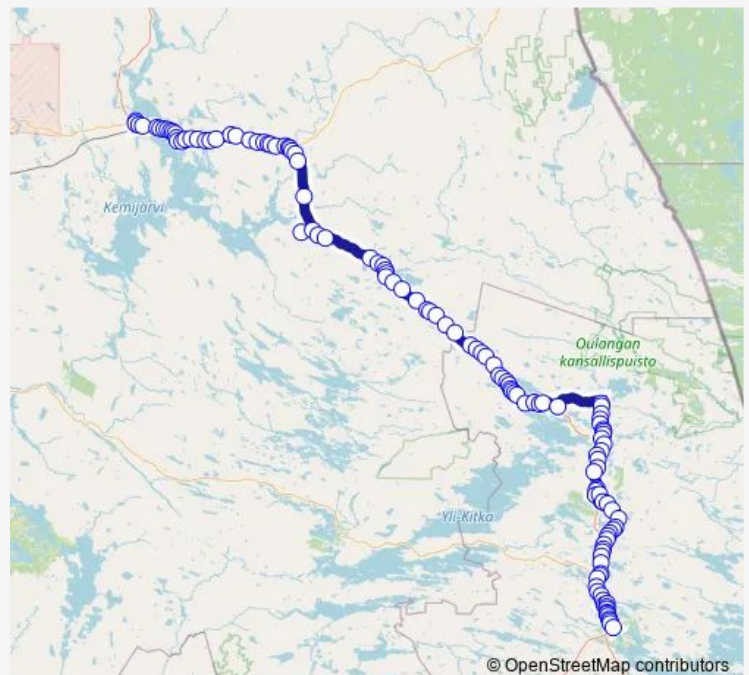 Kemijärvi
Oulangan
kansallispuisto
Yli-Kitka
© OpenStreetMap contributors